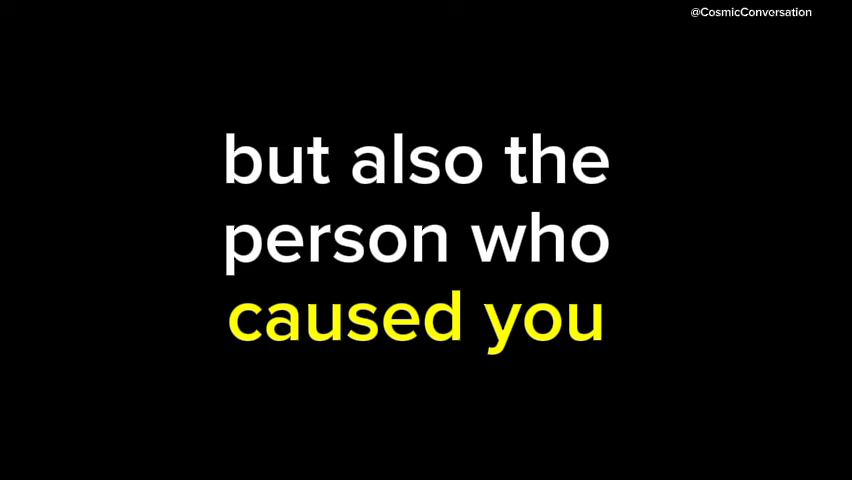 @CosmicConversation
but also the
person who
caused you